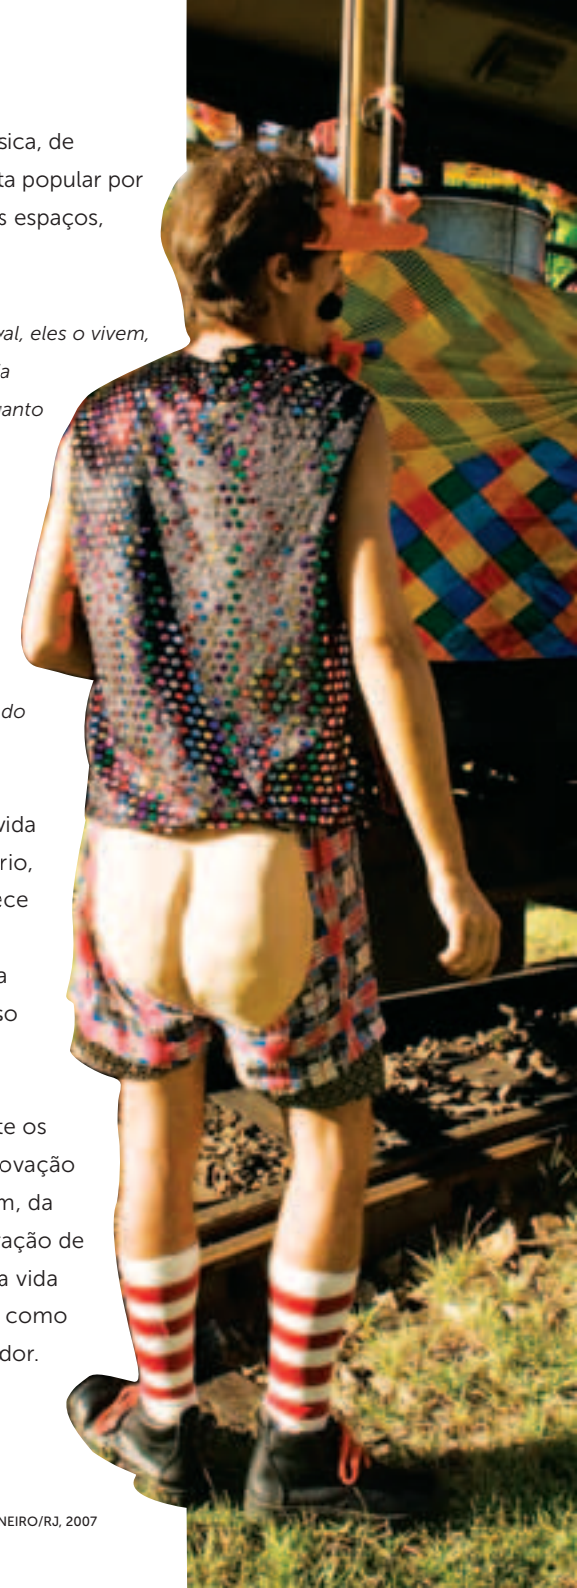 sica, de
ta popular por
s espaços,
val, eles o vivem,
a
anto
do
vida
rio,
ece
a
so
te os
ovação
m, da
ração de
a vida
como
dor.
NEIRO/RJ, 2007